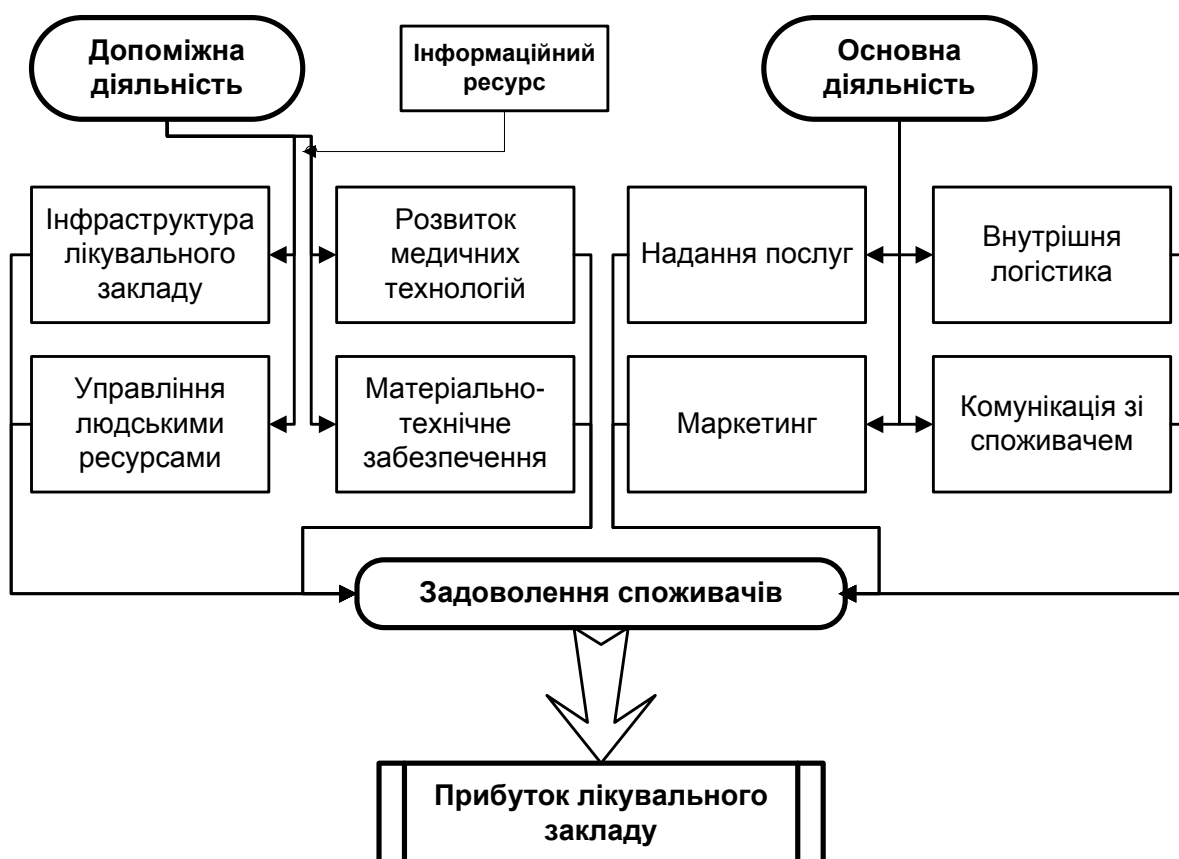 Допоміжна
діяльність
Інформаційний
ресурс
Основна
діяльність
Інфраструктура
лікувального
закладу
Розвиток
медичних
технологій
Надання послуг
Внутрішня
логістика
Управління
людськими
ресурсами
Матеріально-
технічне
забезпечення
Маркетинг
Комунікація зі
споживачем
Задоволення споживачів
Прибуток лікувального
закладу